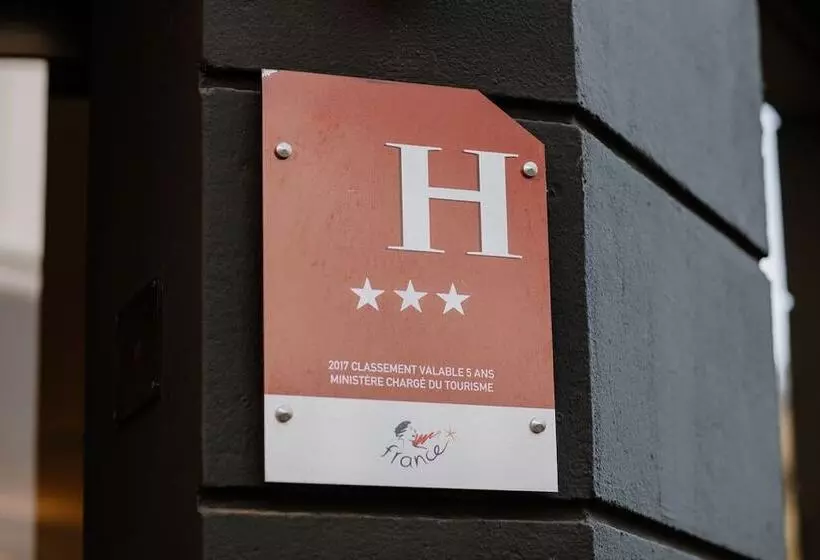 H
2017 CLASSEMENT VALABLE 5 ANS
MINISTÈRE CHARGÉ DU TOURISME
france